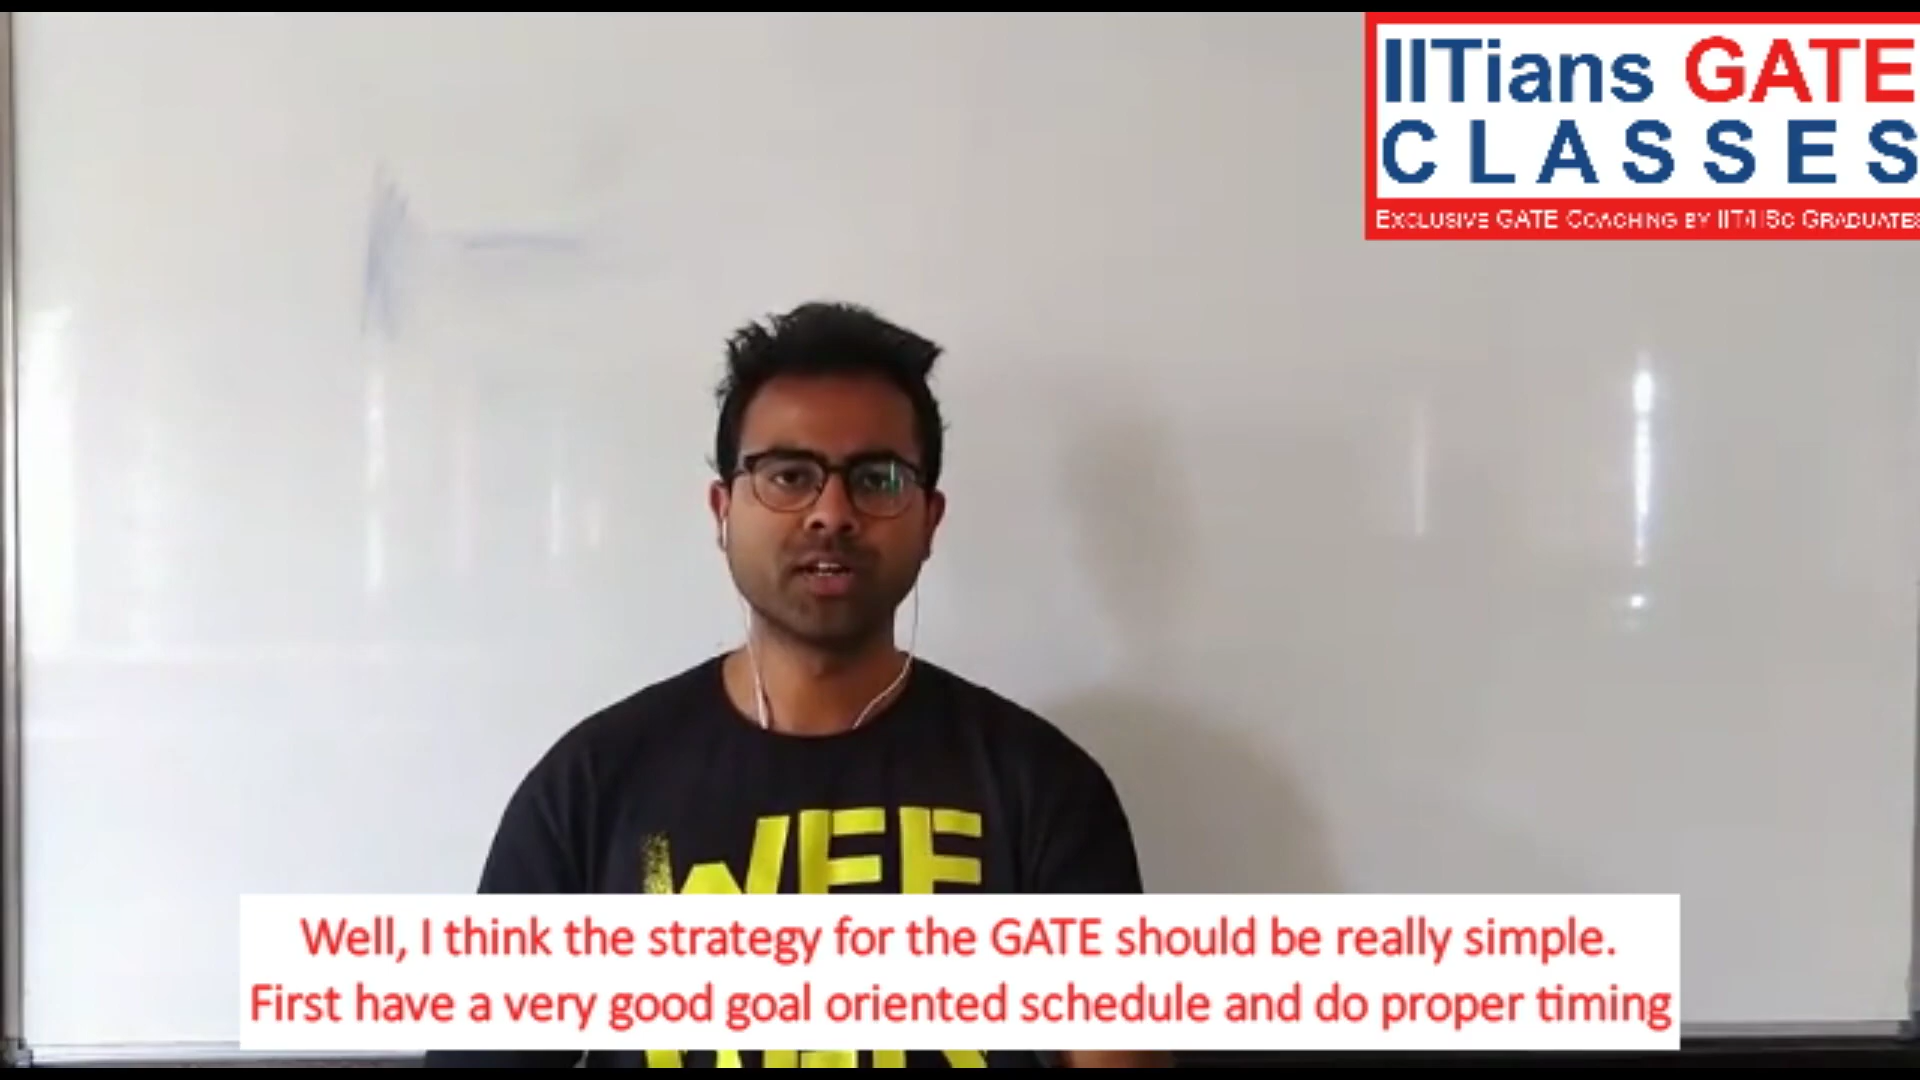 IITians GATE
CLASSES
EXCLUSIVE GATE COACHING BY IIT/IISC GRADUATES
WEE
Well, I think the strategy for the GATE should be really simple.
First have a very good goal oriented schedule and do proper timing